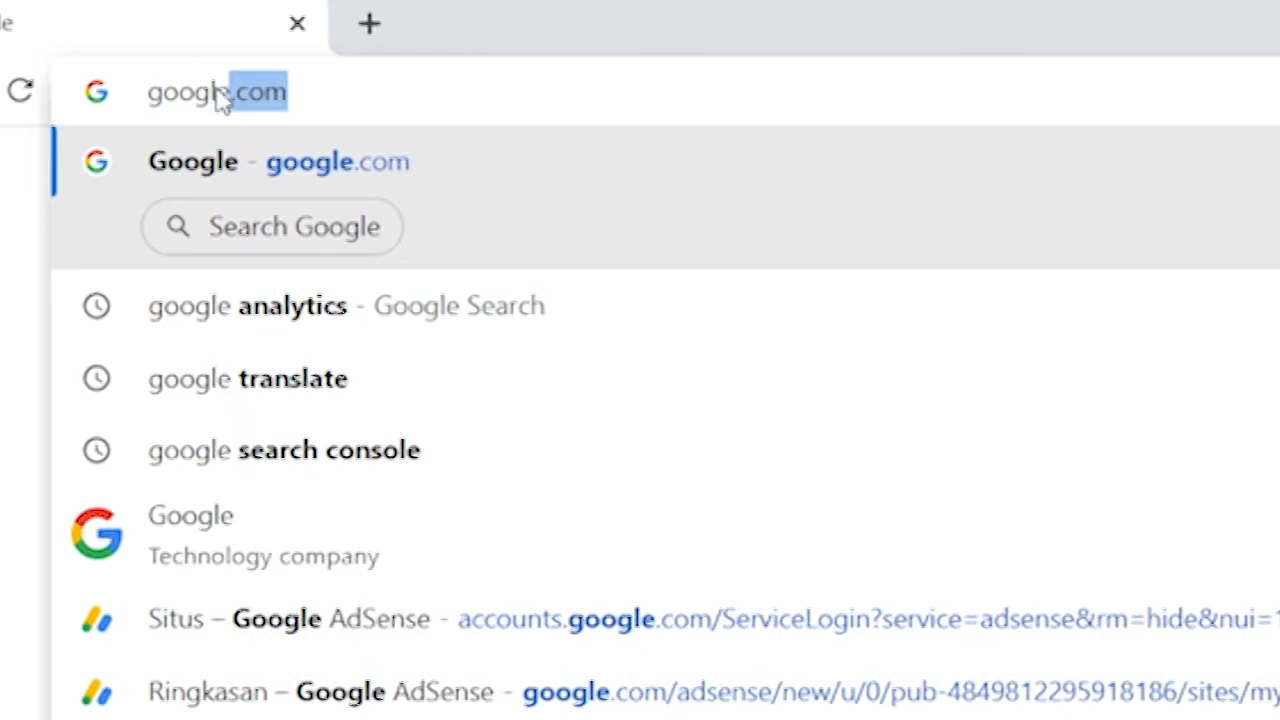 google.com
Google - google.com
Search Google
google analytics - Google Search
google translate
google search console
Google
Technology company
Situs – Google AdSense - accounts.google.com/ServiceLogin?service=adsense&rm=hide&nui=
Ringkasan – Google AdSense - google.com/adsense/new/u/0/pub-4849812295918186/sites/my